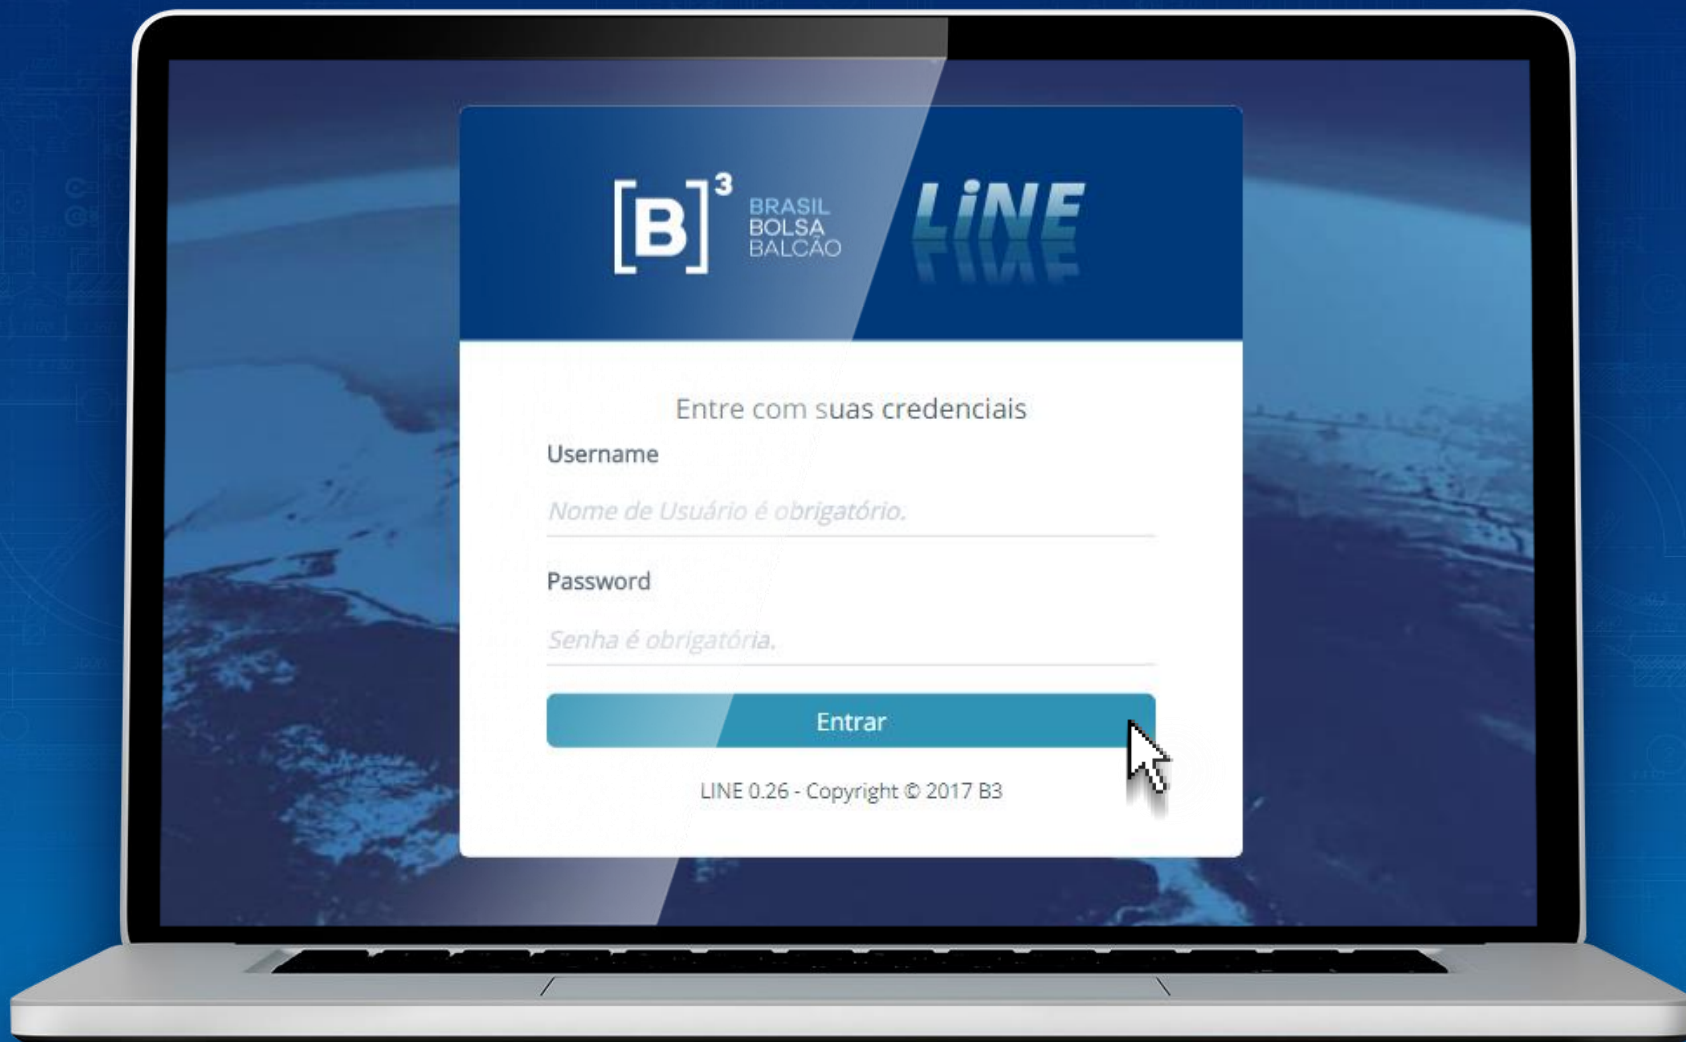 [B]³
BRASIL
BOLSA
BALCÃO
LiNE
Entre com suas credenciais
Username
Nome de Usuário é obrigatório.
Password
Senha é obrigatória.
Entrar
LINE 0.26 - Copyright © 2017 B3